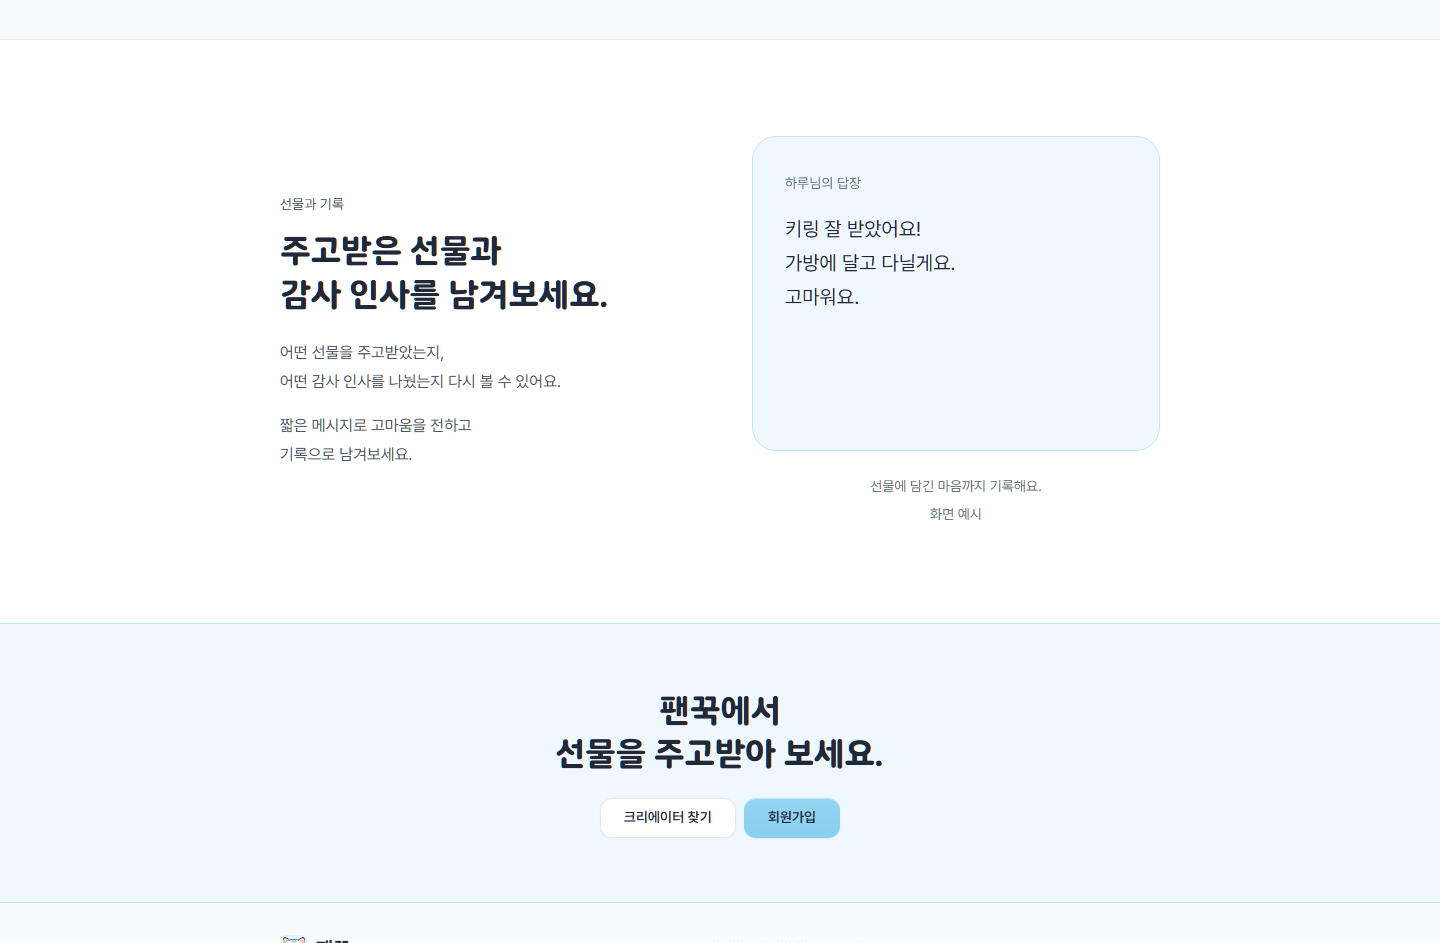 선물과 기록
주고받은 선물과
감사 인사를 남겨보세요.
어떤 선물을 주고받았는지,
어떤 감사 인사를 나눴는지 다시 볼 수 있어요.
짧은 메시지로 고마움을 전하고
기록으로 남겨보세요.
하루님의 답장
키링 잘 받았어요!
가방에 달고 다닐게요.
고마워요.
선물에 담긴 마음까지 기록해요.
화면 예시
팬꾹에서
선물을 주고받아 보세요.
크리에이터 찾기
회원가입